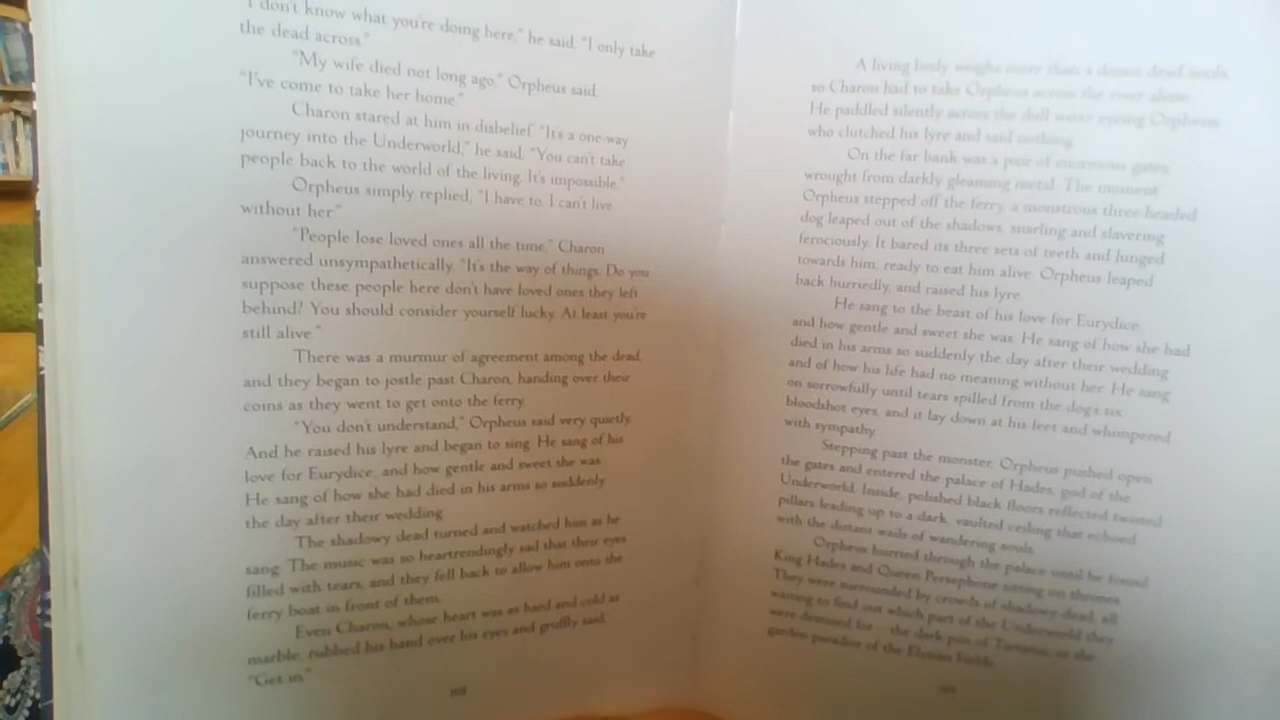 "I don't know what you're doing here," he said. "I only take
the dead across."
"My wife died not long ago," Orpheus said.
"I've come to take her home."
Charon stared at him in disbelief. "It's a one-way
journey into the Underworld," he said. "You can't take
people back to the world of the living. It's impossible."
Orpheus simply replied, "I have to. I can't live
without her."
"People lose loved ones all the time," Charon
answered unsympathetically. "It's the way of things. Do you
suppose these people here don't have loved ones they left
behind? You should consider yourself lucky. At least you're
still alive."
There was a murmur of agreement among the dead,
and they began to jostle past Charon, handing over their
coins as they went to get onto the ferry.
"You don't understand," Orpheus said very quietly.
And he raised his lyre and began to sing. He sang of his
love for Eurydice, and how gentle and sweet she was.
He sang of how she had died in his arms so suddenly
the day after their wedding.
The shadowy dead turned and watched him as he
sang. The music was so heartrendingly sad that their eyes
filled with tears, and they fell back to allow him onto the
ferry boat in front of them.
Even Charon, whose heart was as hard and cold as
marble, rubbed his hand over his eyes and gruffly said,
"Get in."
A living body weighs more than a dozen dead souls,
so Charon had to take Orpheus across the river alone.
He paddled silently across the dull water eyeing Orpheus,
who clutched his lyre and said nothing.
On the far bank was a pair of enormous gates,
wrought from darkly gleaming metal. The moment
Orpheus stepped off the ferry, a monstrous three-headed
dog leaped out of the shadows, snarling and slavering
ferociously. It bared its three sets of teeth and lunged
towards him, ready to eat him alive. Orpheus leaped
back hurriedly, and raised his lyre.
He sang to the beast of his love for Eurydice,
and how gentle and sweet she was. He sang of how she had
died in his arms so suddenly the day after their wedding
and of how his life had no meaning without her. He sang
on sorrowfully until tears spilled from the dog's six
bloodshot eyes, and it lay down at his feet and whimpered
with sympathy.
Stepping past the monster, Orpheus pushed open
the gates and entered the palace of Hades, god of the
Underworld. Inside, polished black floors reflected twisted
pillars leading up to a dark, vaulted ceiling that echoed
with the distant wails of wandering souls.
Orpheus hurried through the palace until he found
King Hades and Queen Persephone sitting on thrones.
They were surrounded by crowds of shadowy dead, all
waiting to find out which part of the Underworld they
were destined for – the dark pits of Tartarus, or the
garden paradise of the Elysian Fields.